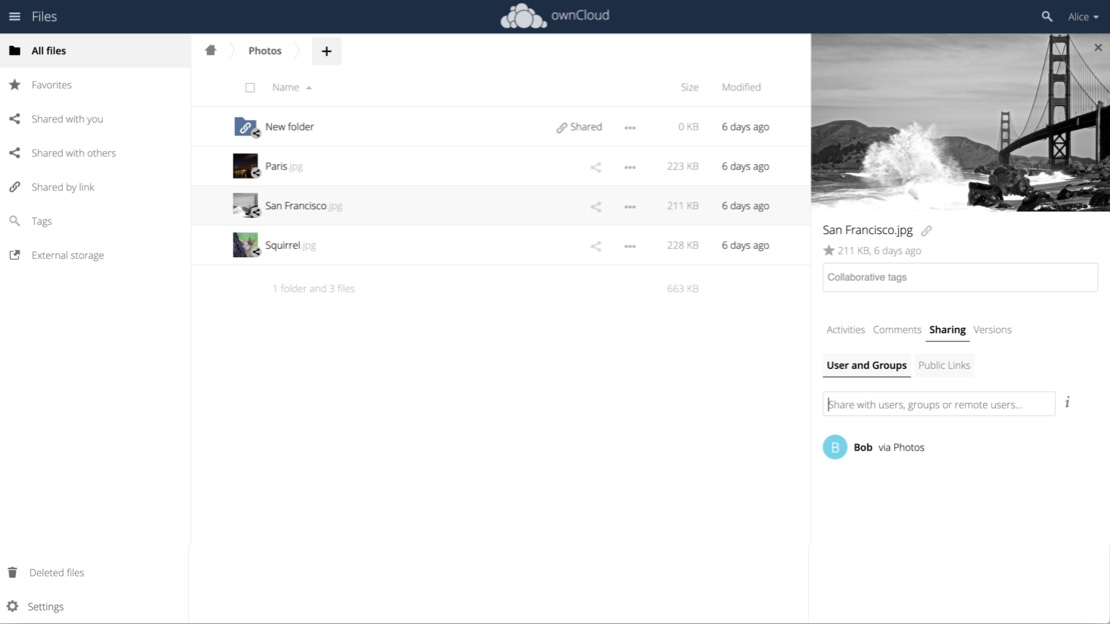 Files
ownCloud
Alice
All files
Favorites
Shared with you
Shared with others
Shared by link
Tags
External storage
Deleted files
Settings
Photos
+
Name Size Modified
New folder Shared ••• 0 KB 6 days ago
Paris.jpg ••• 223 KB 6 days ago
San Francisco.jpg ••• 211 KB 6 days ago
Squirrel.jpg ••• 228 KB 6 days ago
1 folder and 3 files 663 KB
San Francisco.jpg
211 KB, 6 days ago
Collaborative tags
Activities Comments Sharing Versions
User and Groups Public Links
Share with users, groups or remote users... i
B Bob via Photos